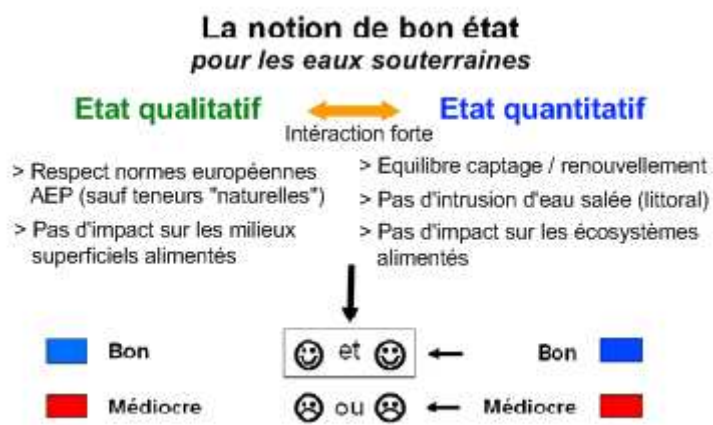 La notion de bon état
pour les eaux souterraines
Etat qualitatif
Etat quantitatif
Intéraction forte
> Respect normes européennes
AEP (sauf teneurs "naturelles")
> Pas d'impact sur les milieux
superficiels alimentés
> Equilibre captage / renouvellement
> Pas d'intrusion d'eau salée (littoral)
> Pas d'impact sur les écosystèmes
alimentés
Bon et Bon
Médiocre ou Médiocre